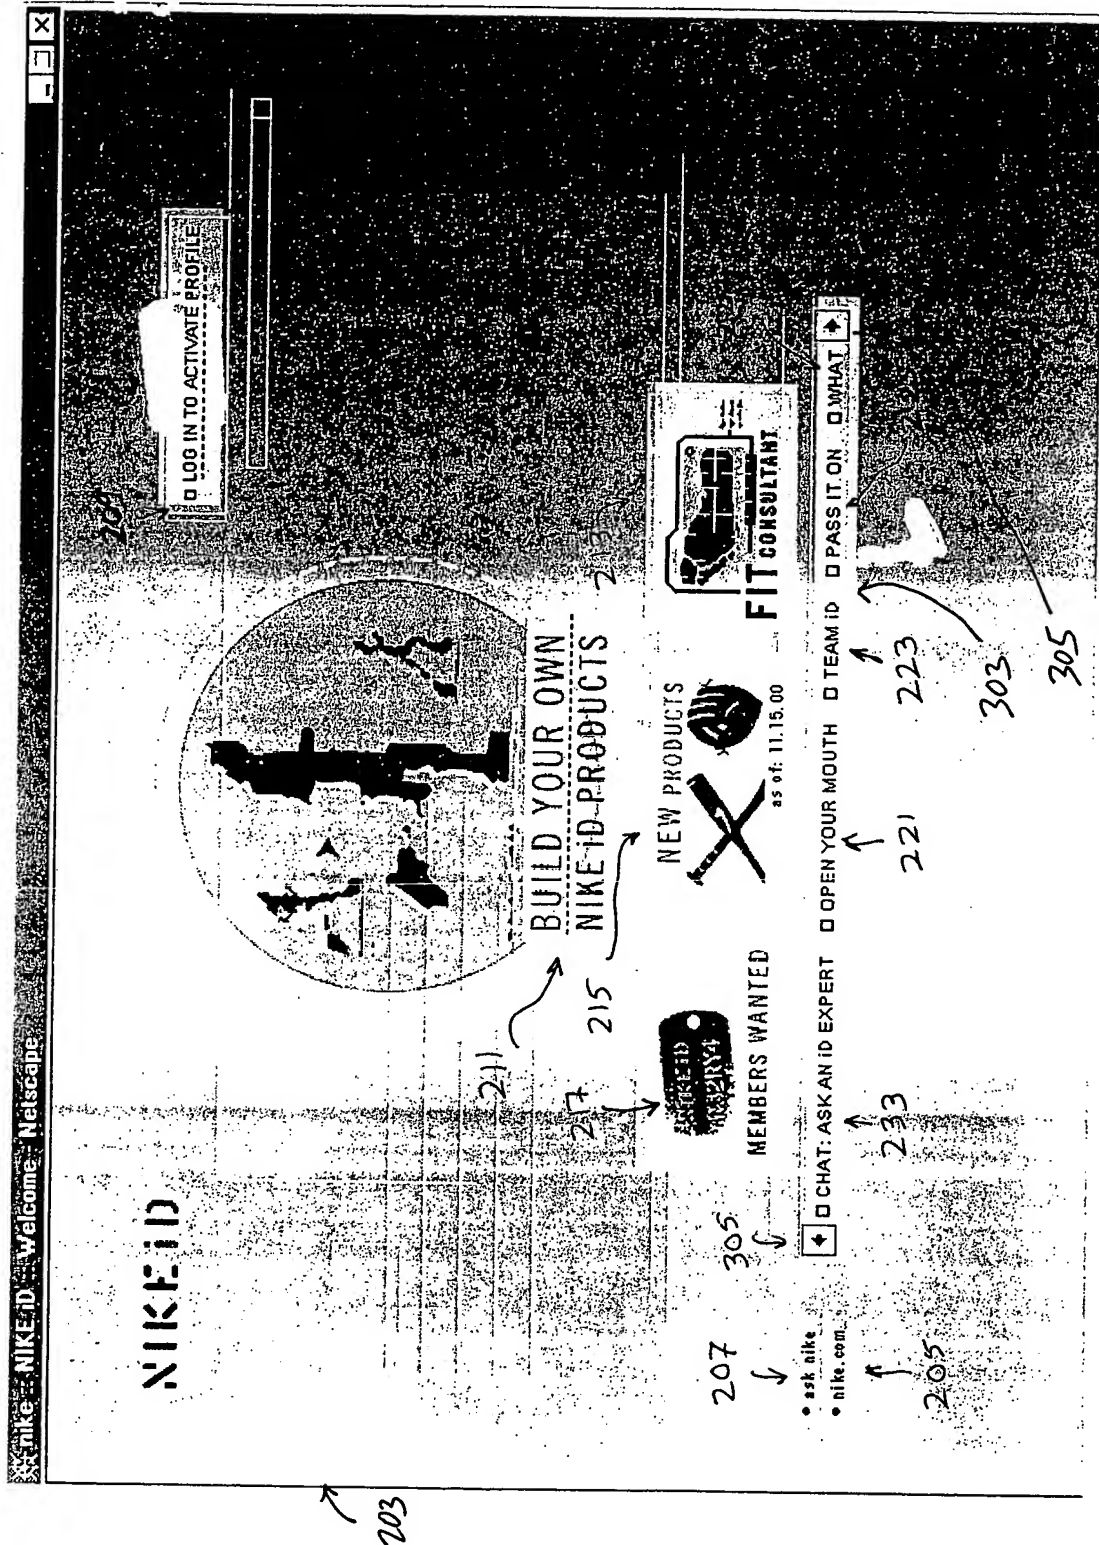 nike - NIKE iD - Welcome - Netscape
NIKE iD
209
□ LOG IN TO ACTIVATE PROFILE
203
211
BUILD YOUR OWN
NIKE iD PRODUCTS
213
217
215
NIKE iD
MEMBERS WANTED
NEW PRODUCTS
as of: 11.15.00
FIT CONSULTANT
207
305
• ask nike
• nike.com
□ CHAT: ASK AN iD EXPERT □ OPEN YOUR MOUTH □ TEAM iD □ PASS IT ON □ WHAT
205
233
221
223
303
305